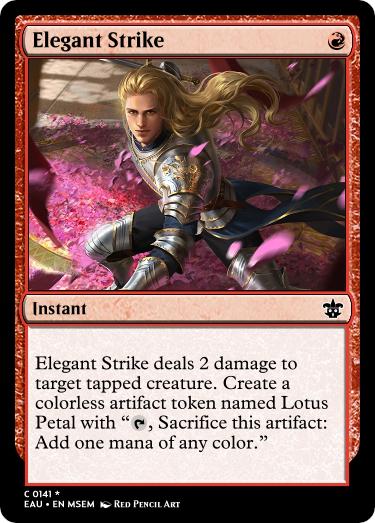 Elegant Strike
Instant
Elegant Strike deals 2 damage to
target tapped creature. Create a
colorless artifact token named Lotus
Petal with “, Sacrifice this artifact:
Add one mana of any color.”
C 0141 *
EAU • EN MSEM Red Pencil Art